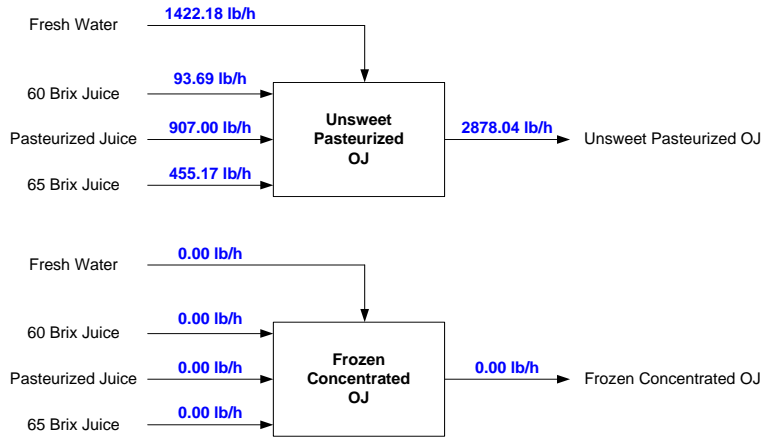 1422.18 lb/h
Fresh Water
93.69 lb/h
60 Brix Juice
Unsweet
Pasteurized
OJ
907.00 lb/h
Pasteurized Juice
2878.04 lb/h
Unsweet Pasteurized OJ
455.17 lb/h
65 Brix Juice
0.00 lb/h
Fresh Water
0.00 lb/h
60 Brix Juice
Frozen
Concentrated
OJ
0.00 lb/h
Pasteurized Juice
0.00 lb/h
Frozen Concentrated OJ
0.00 lb/h
65 Brix Juice